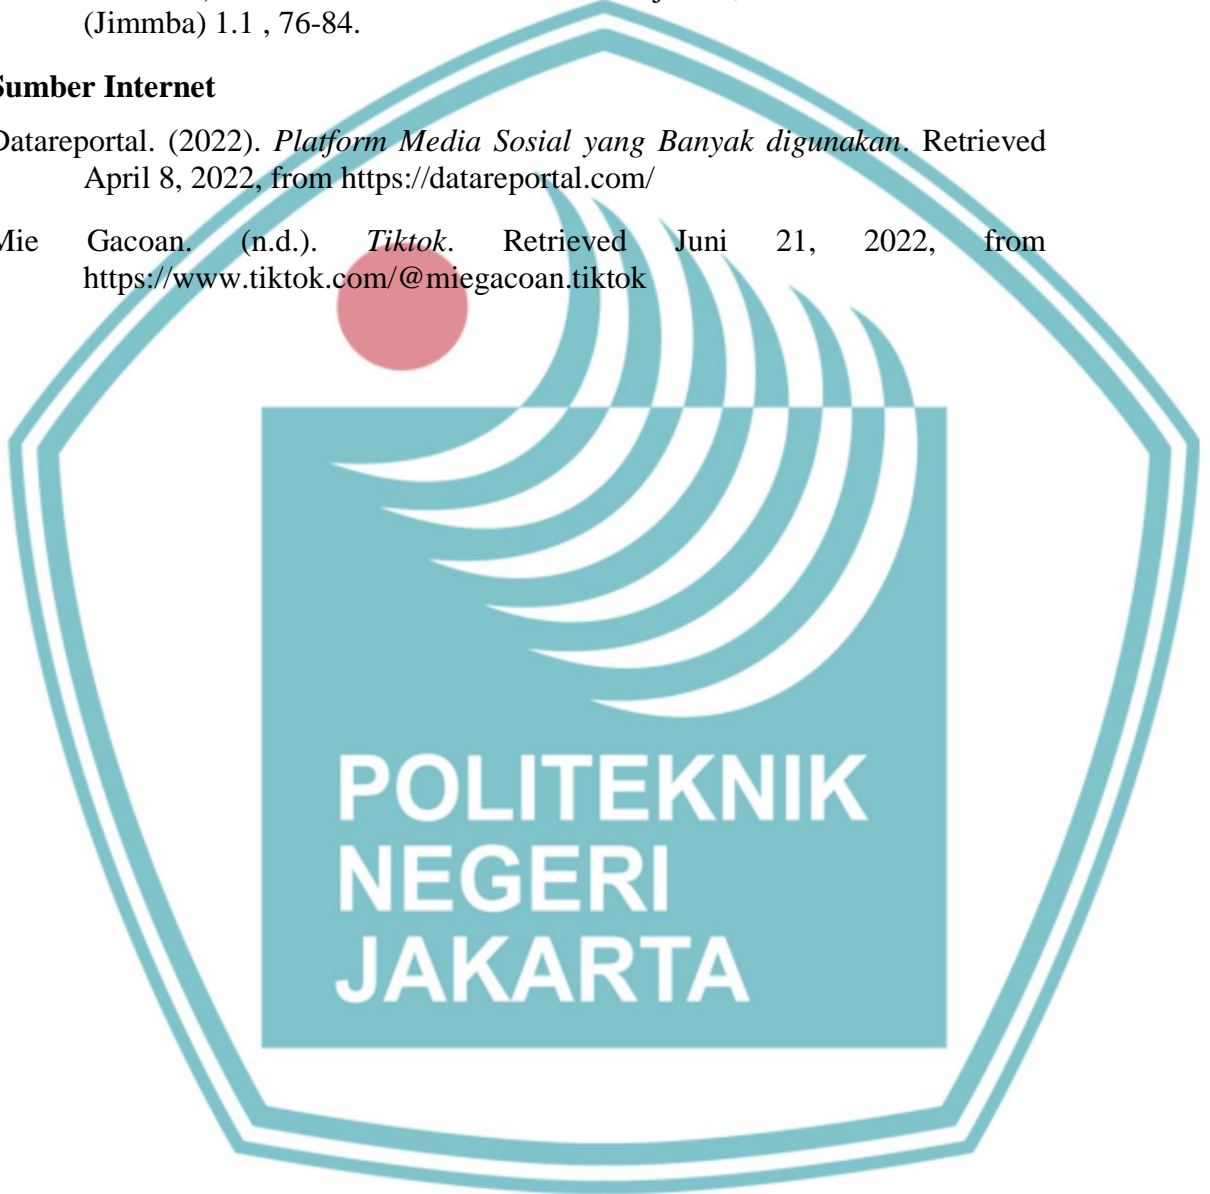 (Jimmba) 1.1 , 76-84.
Sumber Internet
Datareportal. (2022). Platform Media Sosial yang Banyak digunakan. Retrieved
April 8, 2022, from https://datareportal.com/
Mie Gacoan. (n.d.). Tiktok. Retrieved Juni 21, 2022, from
https://www.tiktok.com/@miegacoan.tiktok
POLITEKNIK
NEGERI
JAKARTA